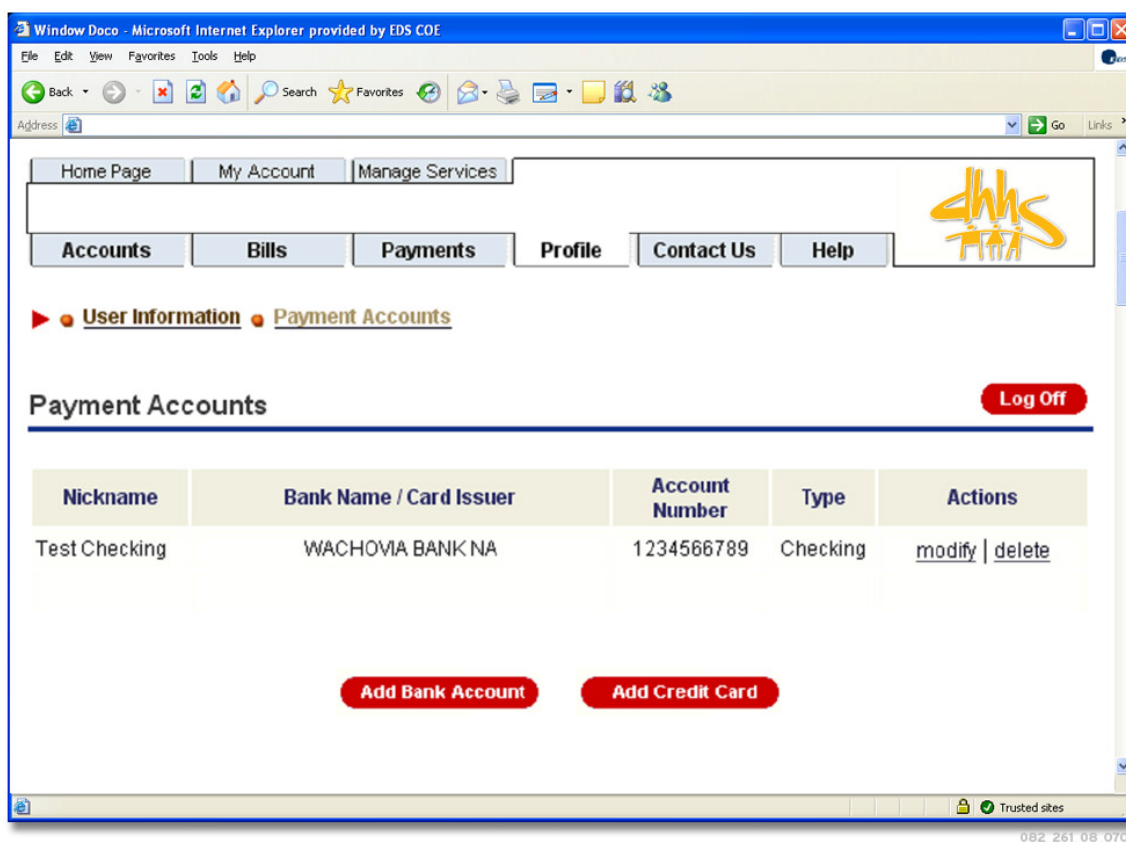 Window Doco - Microsoft Internet Explorer provided by EDS COE
File Edit View Favorites Tools Help
Back Search Favorites
Address Go Links
Home Page My Account Manage Services
dhhs
Accounts Bills Payments Profile Contact Us Help
User Information Payment Accounts
Payment Accounts Log Off
Nickname Bank Name / Card Issuer Account Number Type Actions
Test Checking WACHOVIA BANK NA 1234566789 Checking modify | delete
Add Bank Account Add Credit Card
Trusted sites
082_261_08_070